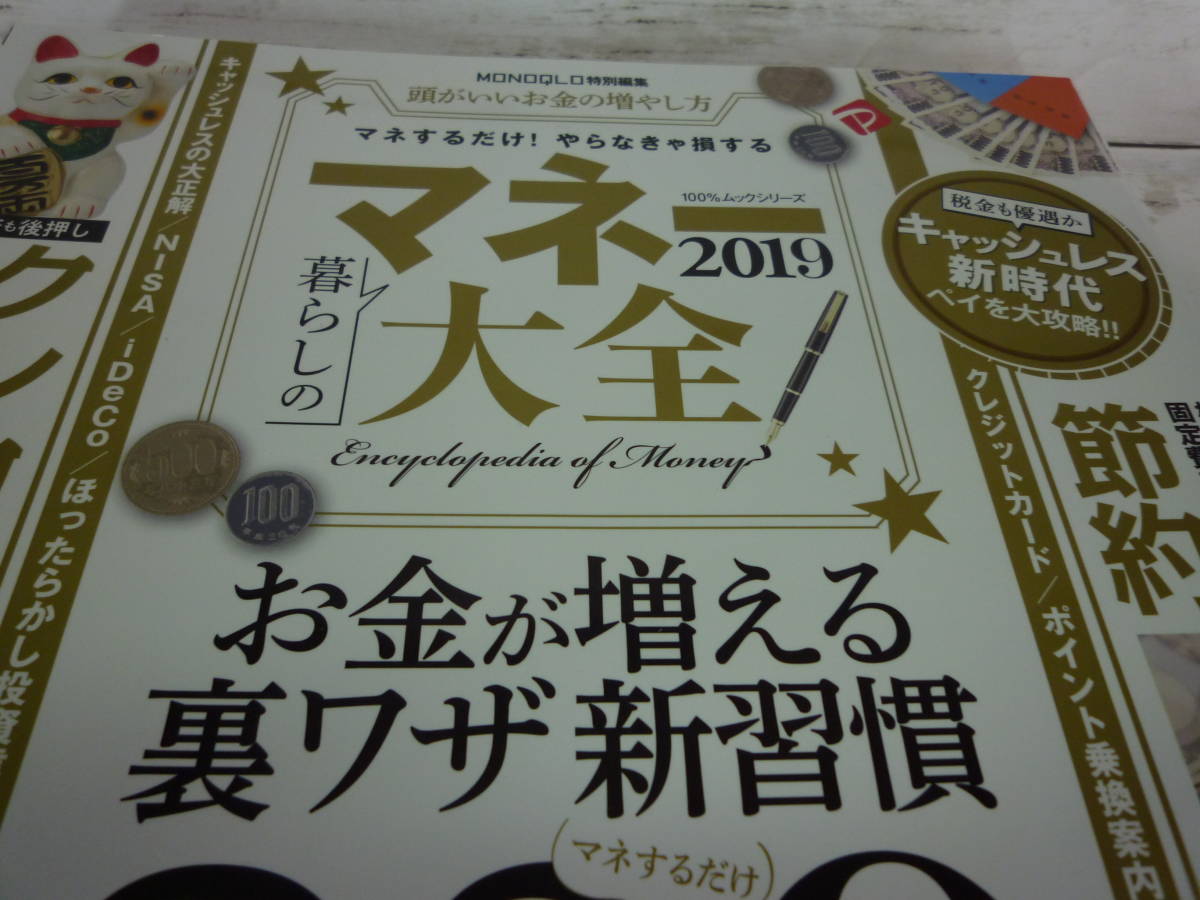 MONOQLO特別編集
頭がいいお金の増やし方
マネするだけ! やらなきゃ損する
100%ムックシリーズ
マネー
2019
暮らしの
大全
Encyclopedia of Money
税金も優遇か
キャッシュレス
新時代
ペイを大攻略!!
キャッシュレスの大正解/NISA/iDeCo/ほったらかし投資
クレジットカード/ポイント乗換案内
も後押し
節約
固定費
500
100
お金が増える
裏ワザ新習慣
マネするだけ